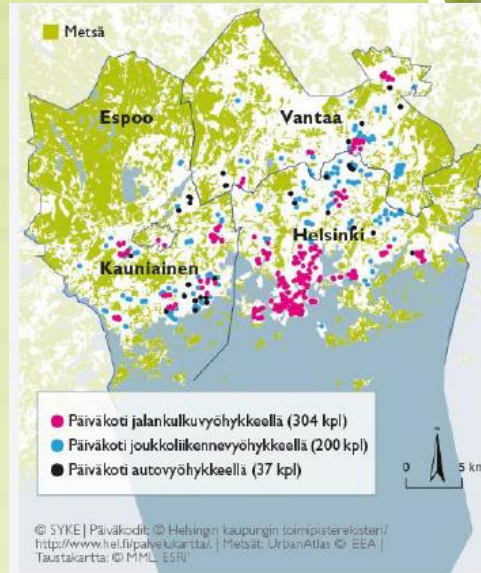 Metsä
Espoo
Vantaa
Helsinki
Kauniainen
Päiväkoti jalankulkuvyöhykkeellä (304 kpl)
Päiväkoti joukkoliikennevyöhykkeellä (200 kpl)
Päiväkoti autovyöhykkeellä (37 kpl)
N
0 5 km
© SYKE | Päiväkodit: © Helsingin kaupungin toimipisterekisteri/
http://www.hel.fi/palvelukartta/. | Metsät: UrbanAtlas © EEA |
Taustakartta: © MML, ESRI